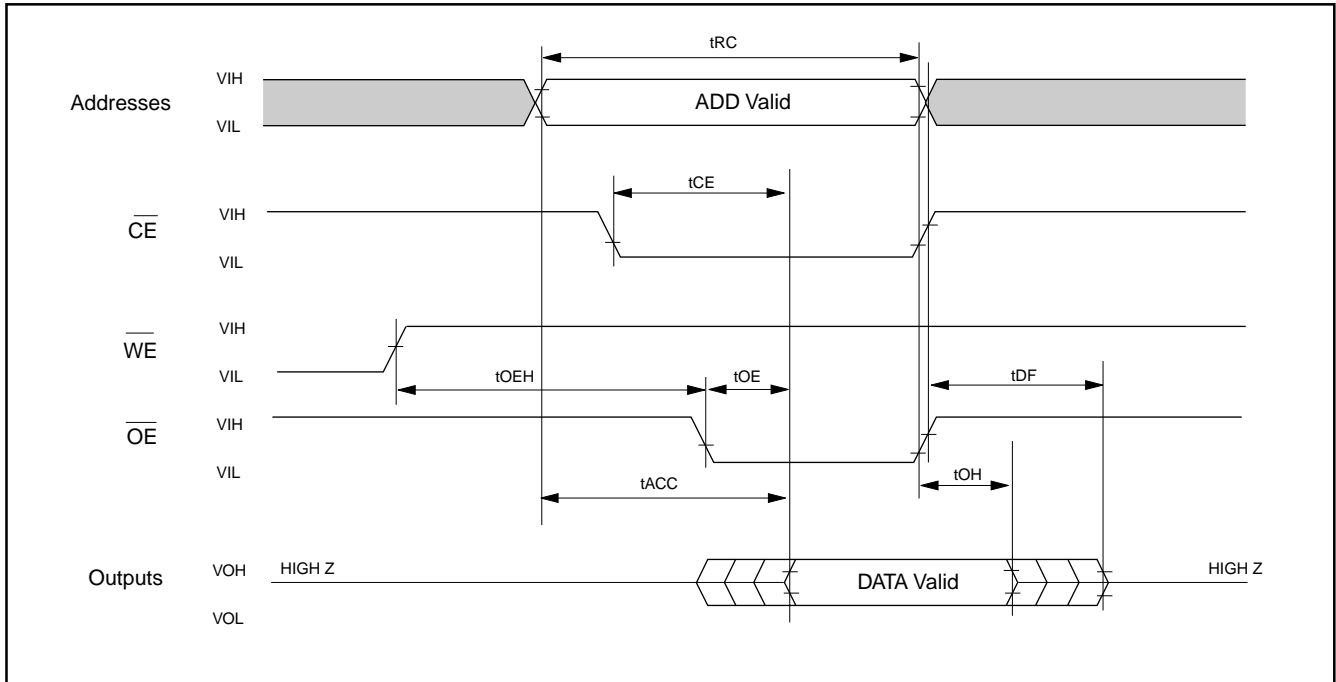 tRC
VIH
Addresses
ADD Valid
VIL
tCE
VIH
CE
VIL
VIH
WE
VIL
tOEH
tOE
tDF
VIH
OE
VIL
tACC
tOH
VOH
HIGH Z
HIGH Z
Outputs
DATA Valid
VOL